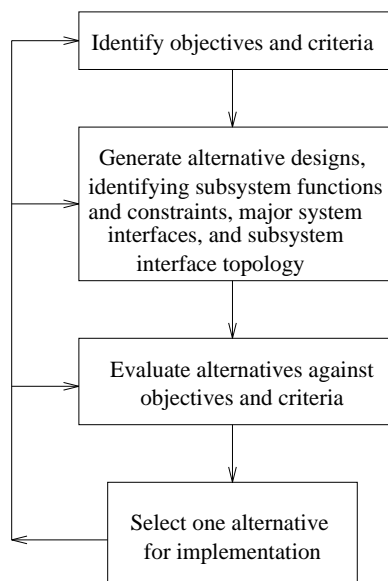 Identify objectives and criteria
Generate alternative designs,
identifying subsystem functions
and constraints, major system
interfaces, and subsystem
interface topology
Evaluate alternatives against
objectives and criteria
Select one alternative
for implementation